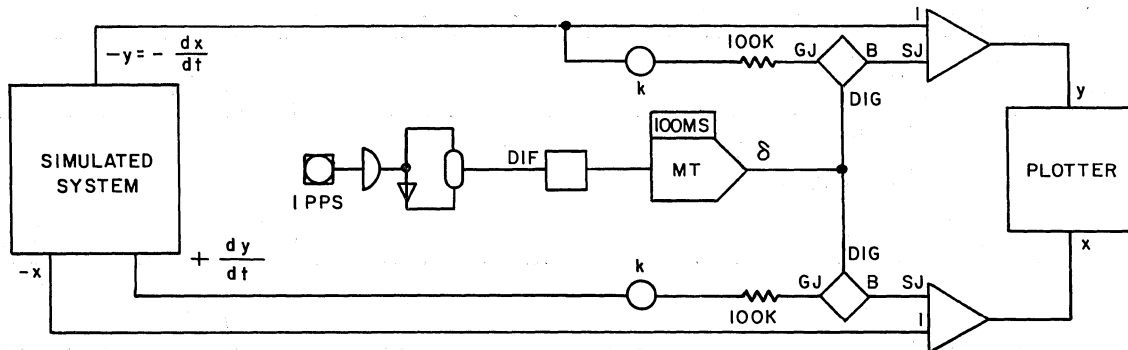 -y = - dx/dt
I
100K
GJ
B
SJ
k
DIG
y
SIMULATED
SYSTEM
I PPS
DIF
100MS
MT
δ
PLOTTER
x
DIG
+ dy/dt
-x
k
GJ
B
SJ
100K
I